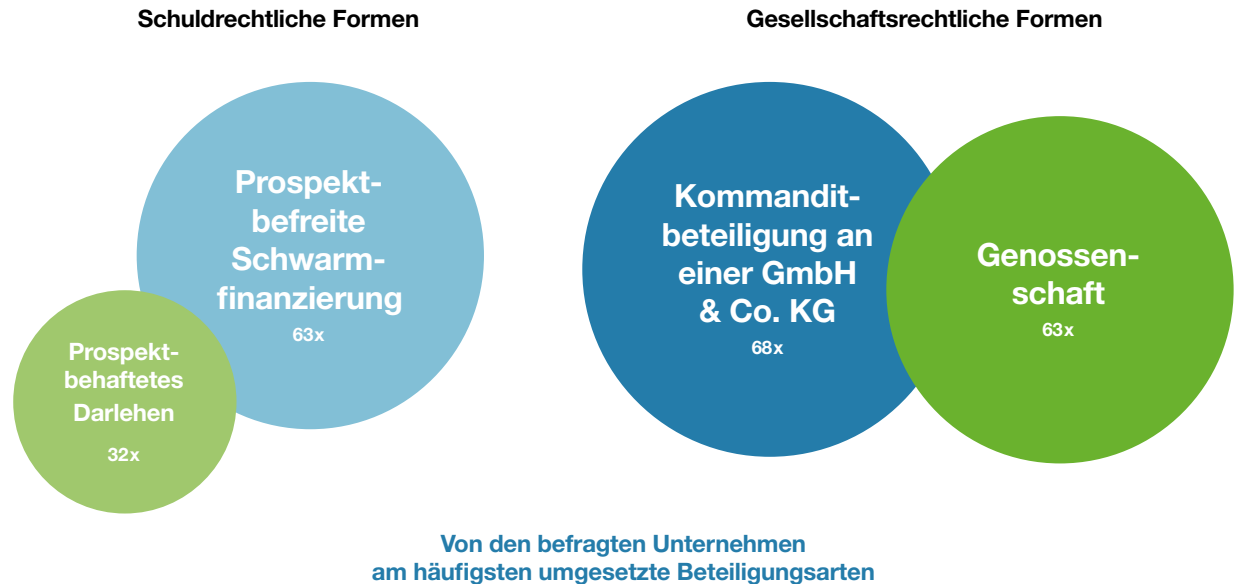 Schuldrechtliche Formen
Gesellschaftsrechtliche Formen
Prospekt-
befreite
Schwarm-
finanzierung
63x
Prospekt-
behaftetes
Darlehen
32x
Kommandit-
beteiligung an
einer GmbH
& Co. KG
68x
Genossen-
schaft
63x
Von den befragten Unternehmen
am häufigsten umgesetzte Beteiligungsarten